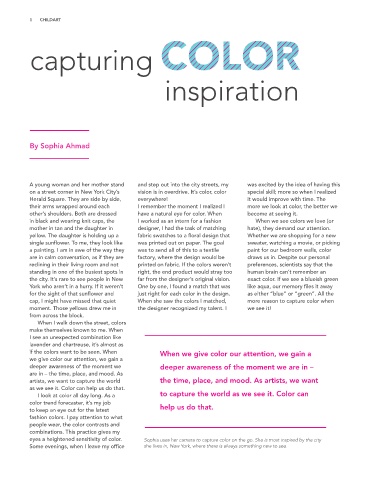 8 CHILDART
capturing COLOR
inspiration
By Sophia Ahmad
A young woman and her mother stand
on a street corner in New York City's
Herald Square. They are side by side,
their arms wrapped around each
other's shoulders. Both are dressed
in black and wearing knit caps, the
mother in tan and the daughter in
yellow. The daughter is holding up a
single sunflower. To me, they look like
a painting. I am in awe of the way they
are in calm conversation, as if they are
reclining in their living room and not
standing in one of the busiest spots in
the city. It's rare to see people in New
York who aren't in a hurry. If it weren't
for the sight of that sunflower and
cap, I might have missed that quiet
moment. Those yellows drew me in
from across the block.
When I walk down the street, colors
make themselves known to me. When
I see an unexpected combination like
lavender and chartreuse, it's almost as
if the colors want to be seen. When
we give color our attention, we gain a
deeper awareness of the moment we
are in – the time, place, and mood. As
artists, we want to capture the world
as we see it. Color can help us do that.
I look at color all day long. As a
color trend forecaster, it's my job
to keep an eye out for the latest
fashion colors. I pay attention to what
people wear, the color contrasts and
combinations. This practice gives my
eyes a heightened sensitivity of color.
Some evenings, when I leave my office
and step out into the city streets, my
vision is in overdrive. It's color, color
everywhere!
I remember the moment I realized I
have a natural eye for color. When
I worked as an intern for a fashion
designer, I had the task of matching
fabric swatches to a floral design that
was printed out on paper. The goal
was to send all of this to a textile
factory, where the design would be
printed on fabric. If the colors weren't
right, the end product would stray too
far from the designer's original vision.
One by one, I found a match that was
just right for each color in the design.
When she saw the colors I matched,
the designer recognized my talent. I
was excited by the idea of having this
special skill; more so when I realized
it would improve with time. The
more we look at color, the better we
become at seeing it.
When we see colors we love (or
hate), they demand our attention.
Whether we are shopping for a new
sweater, watching a movie, or picking
paint for our bedroom walls, color
draws us in. Despite our personal
preferences, scientists say that the
human brain can't remember an
exact color. If we see a blueish green
like aqua, our memory files it away
as either "blue" or "green". All the
more reason to capture color when
we see it!
When we give color our attention, we gain a
deeper awareness of the moment we are in –
the time, place, and mood. As artists, we want
to capture the world as we see it. Color can
help us do that.
Sophia uses her camera to capture color on the go. She is most inspired by the city
she lives in, New York, where there is always something new to see.